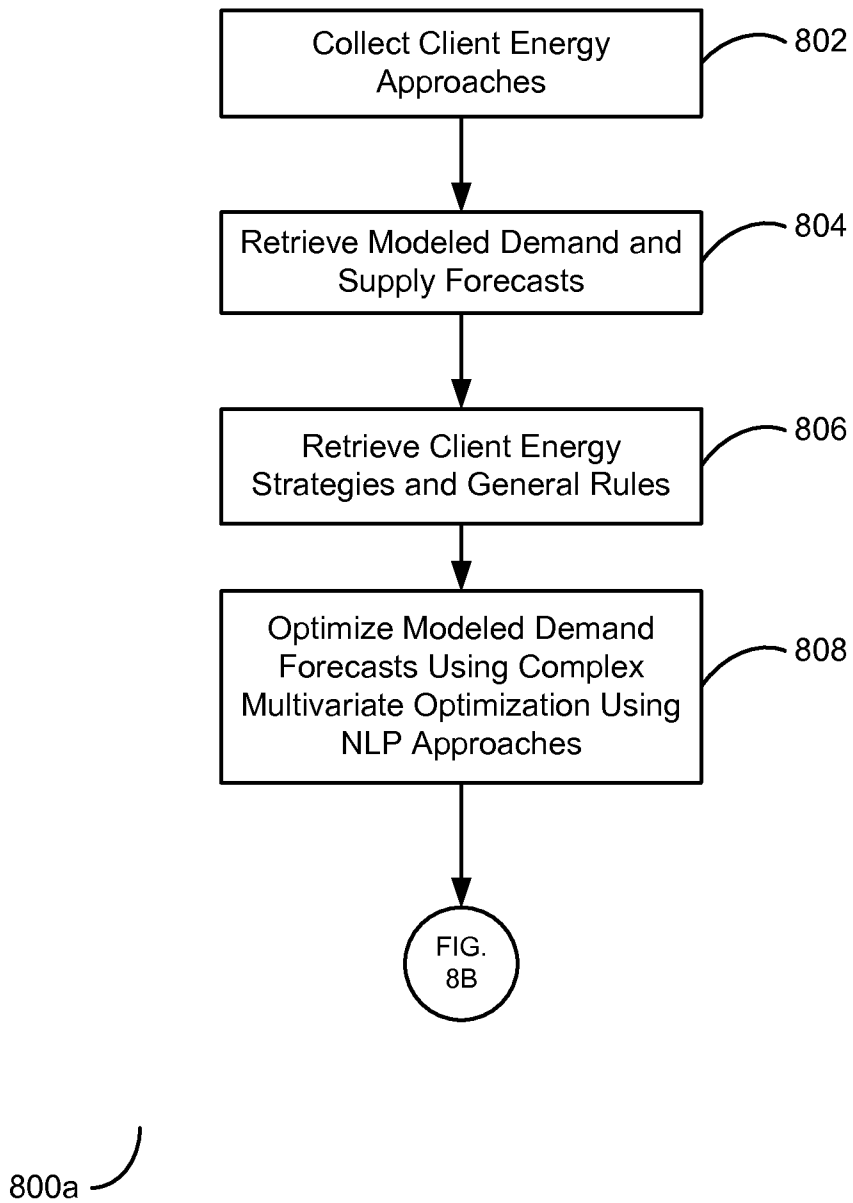 Collect Client Energy
Approaches
802
Retrieve Modeled Demand and
Supply Forecasts
804
Retrieve Client Energy
Strategies and General Rules
806
Optimize Modeled Demand
Forecasts Using Complex
Multivariate Optimization Using
NLP Approaches
808
FIG.
8B
800a